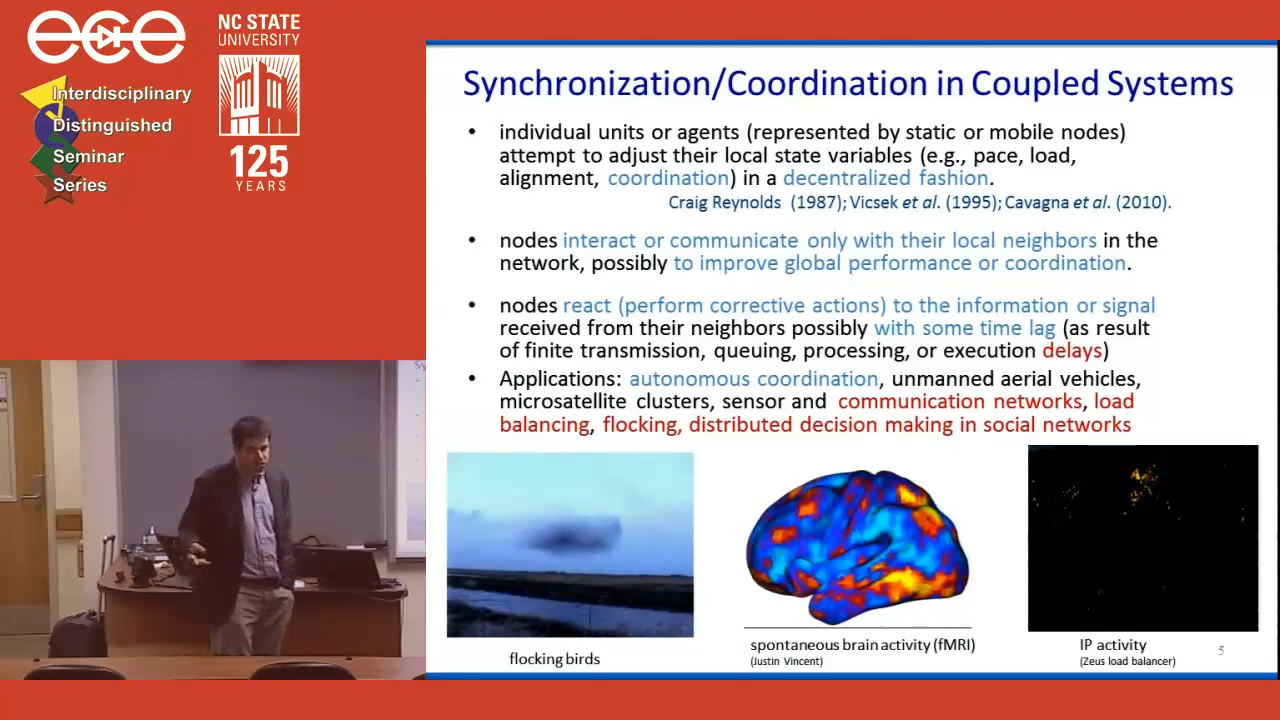 ece
NC STATE
UNIVERSITY
Interdisciplinary
Distinguished
Seminar
Series
125
YEARS
Synchronization/Coordination in Coupled Systems
• individual units or agents (represented by static or mobile nodes)
attempt to adjust their local state variables (e.g., pace, load,
alignment, coordination) in a decentralized fashion.
Craig Reynolds (1987); Vicsek et al. (1995); Cavagna et al. (2010).
• nodes interact or communicate only with their local neighbors in the
network, possibly to improve global performance or coordination.
• nodes react (perform corrective actions) to the information or signal
received from their neighbors possibly with some time lag (as result
of finite transmission, queuing, processing, or execution delays)
• Applications: autonomous coordination, unmanned aerial vehicles,
microsatellite clusters, sensor and communication networks, load
balancing, flocking, distributed decision making in social networks
flocking birds
spontaneous brain activity (fMRI)
(Justin Vincent)
IP activity
(Zeus load balancer)
5